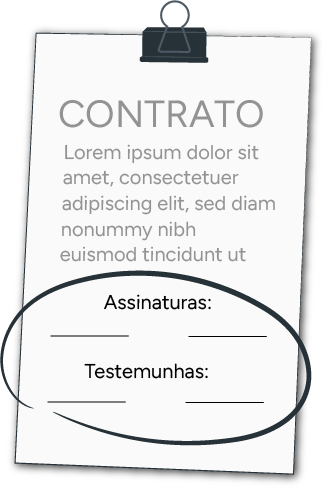 CONTRATO
Lorem ipsum dolor sit
amet, consectetuer
adipiscing elit, sed diam
nonummy nibh
euismod tincidunt ut
Assinaturas:
Testemunhas: